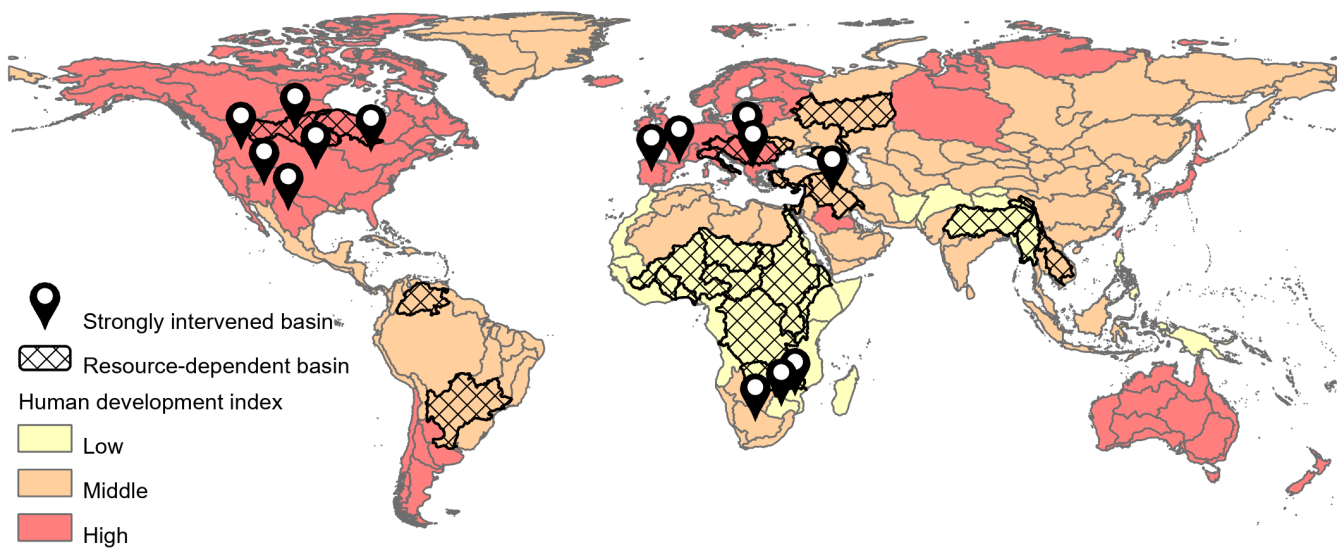 Strongly intervened basin
Resource-dependent basin
Human development index
Low
Middle
High